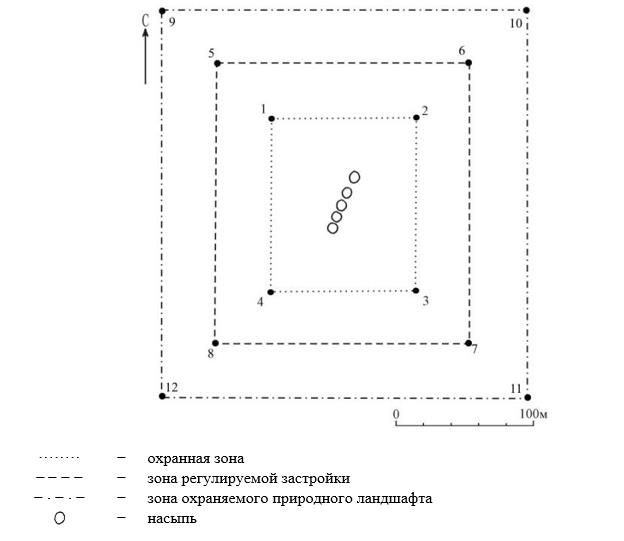 С
9
10
5
6
1
2
4
3
8
7
12
11
0 100м
– охранная зона
– зона регулируемой застройки
– зона охраняемого природного ландшафта
– насыпь